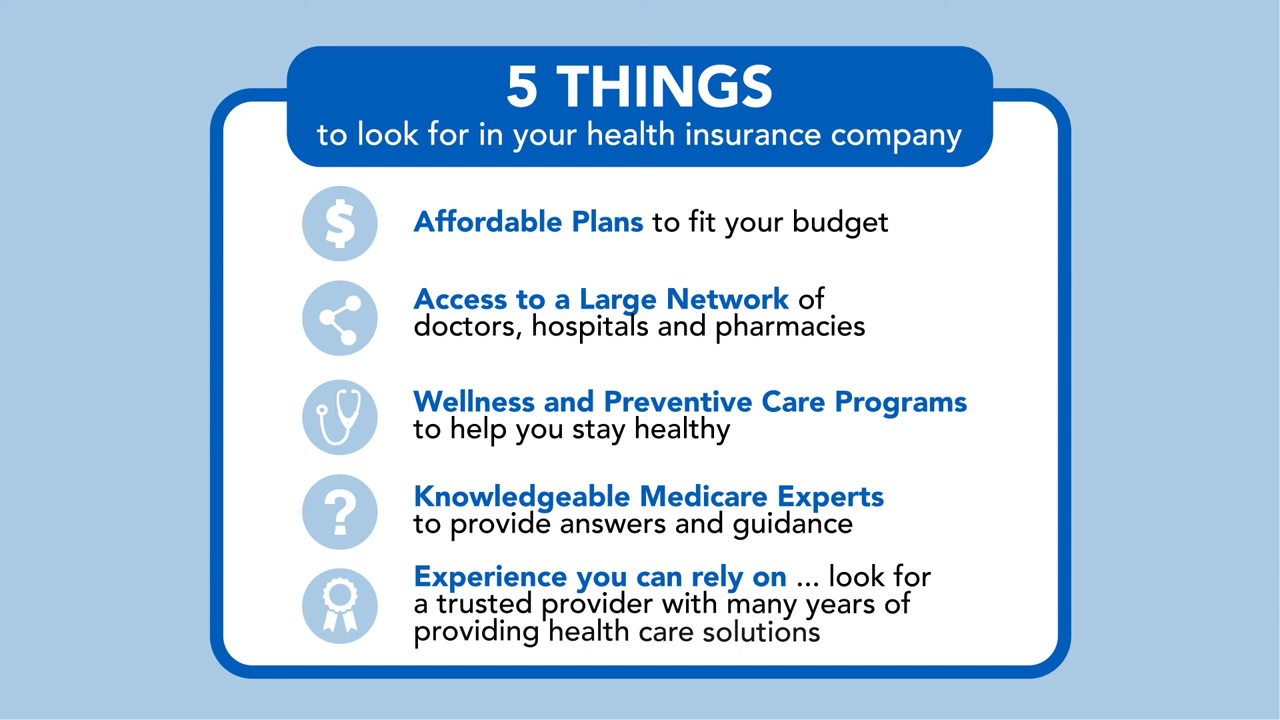 5 THINGS
to look for in your health insurance company
$
Affordable Plans to fit your budget
Access to a Large Network of
doctors, hospitals and pharmacies
Wellness and Preventive Care Programs
to help you stay healthy
?
Knowledgeable Medicare Experts
to provide answers and guidance
Experience you can rely on ... look for
a trusted provider with many years of
providing health care solutions